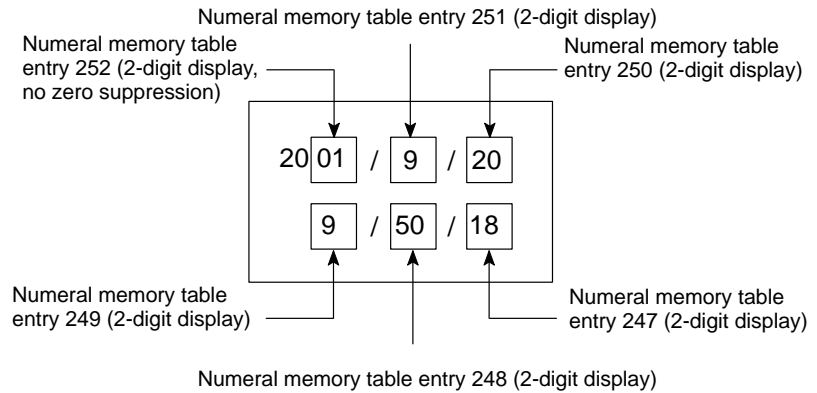 Numeral memory table entry 251 (2-digit display)
Numeral memory table
entry 252 (2-digit display,
no zero suppression)
Numeral memory table
entry 250 (2-digit display)
20 01 / 9 / 20
9 / 50 / 18
Numeral memory table
entry 249 (2-digit display)
Numeral memory table
entry 247 (2-digit display)
Numeral memory table entry 248 (2-digit display)